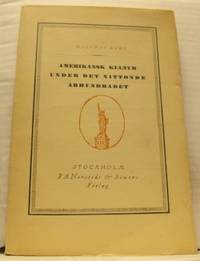 AMERIKANSK KULTUR
UNDER DET NITTONDE
ÅRHUNDRADET
STOCKHOLM
P. A. Norstedt & Söners
Förlag